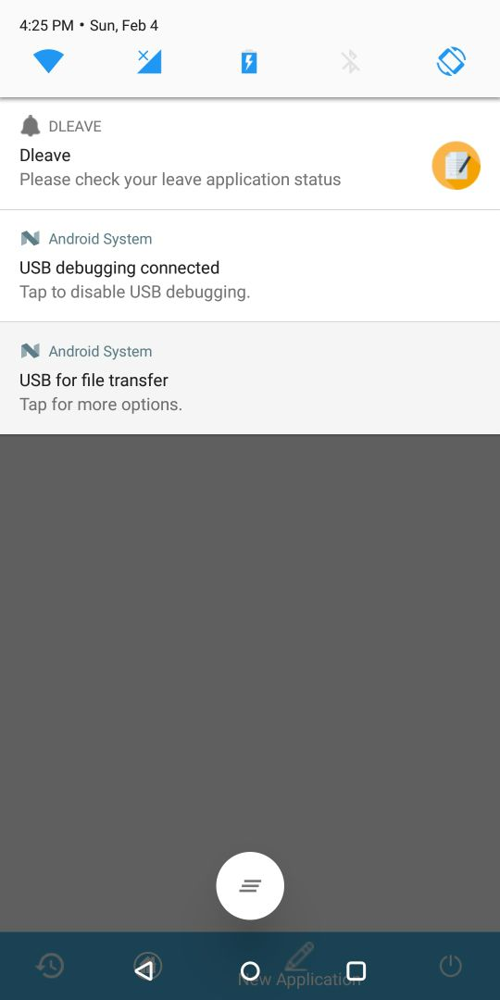 4:25 PM • Sun, Feb 4
DLEAVE
Dleave
Please check your leave application status
Android System
USB debugging connected
Tap to disable USB debugging.
Android System
USB for file transfer
Tap for more options.
New Application